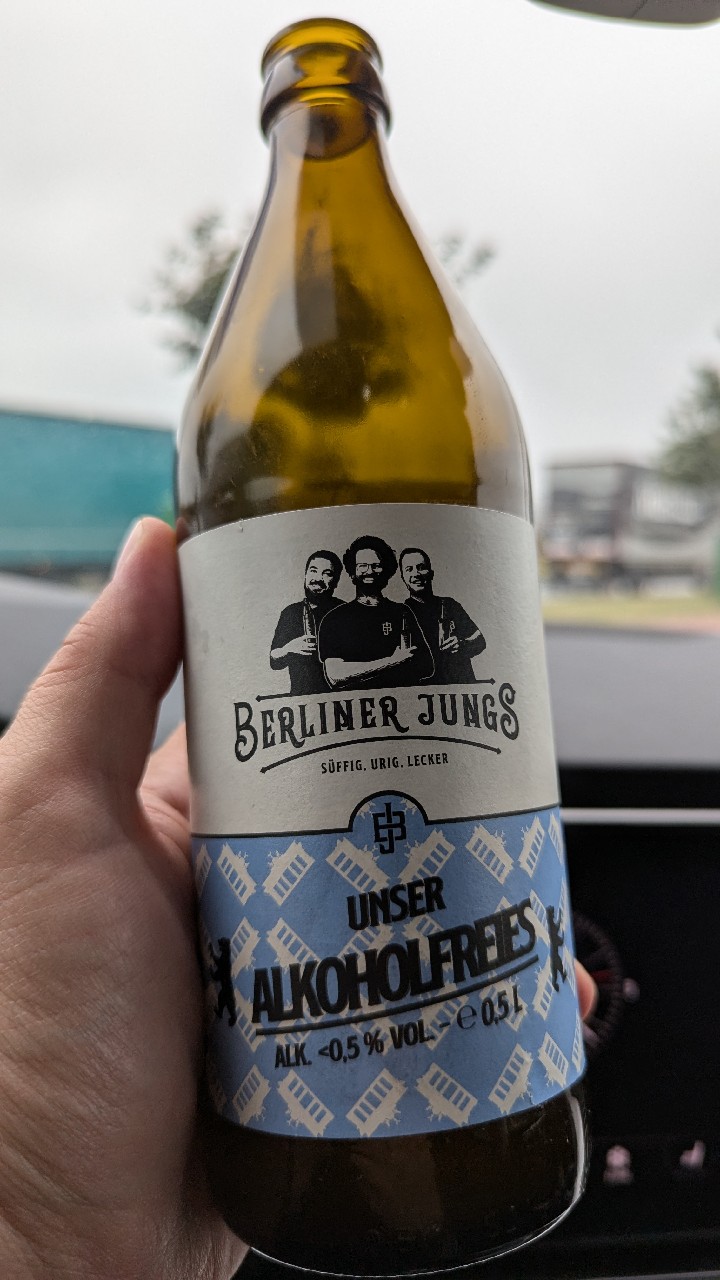 BERLINER JUNGS
SÜFFIG. URIG. LECKER
UNSER
ALKOHOLFREIES
ALK. <0,5 % VOL. - ℮ 0,5 L